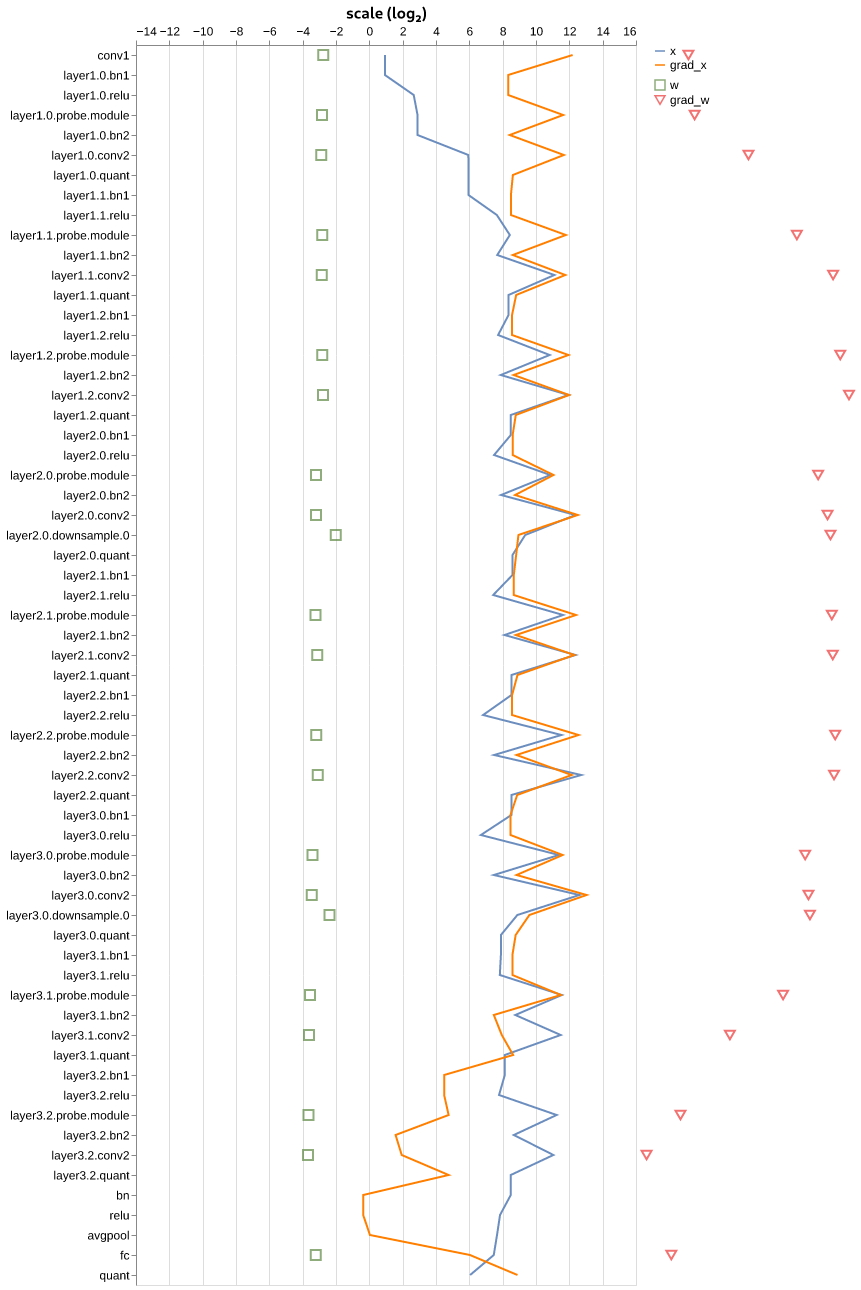 scale (log₂)
−14 −12 −10 −8 −6 −4 −2 0 2 4 6 8 10 12 14 16
x
grad_x
w
grad_w
conv1
layer1.0.bn1
layer1.0.relu
layer1.0.probe.module
layer1.0.bn2
layer1.0.conv2
layer1.0.quant
layer1.1.bn1
layer1.1.relu
layer1.1.probe.module
layer1.1.bn2
layer1.1.conv2
layer1.1.quant
layer1.2.bn1
layer1.2.relu
layer1.2.probe.module
layer1.2.bn2
layer1.2.conv2
layer1.2.quant
layer2.0.bn1
layer2.0.relu
layer2.0.probe.module
layer2.0.bn2
layer2.0.conv2
layer2.0.downsample.0
layer2.0.quant
layer2.1.bn1
layer2.1.relu
layer2.1.probe.module
layer2.1.bn2
layer2.1.conv2
layer2.1.quant
layer2.2.bn1
layer2.2.relu
layer2.2.probe.module
layer2.2.bn2
layer2.2.conv2
layer2.2.quant
layer3.0.bn1
layer3.0.relu
layer3.0.probe.module
layer3.0.bn2
layer3.0.conv2
layer3.0.downsample.0
layer3.0.quant
layer3.1.bn1
layer3.1.relu
layer3.1.probe.module
layer3.1.bn2
layer3.1.conv2
layer3.1.quant
layer3.2.bn1
layer3.2.relu
layer3.2.probe.module
layer3.2.bn2
layer3.2.conv2
layer3.2.quant
bn
relu
avgpool
fc
quant